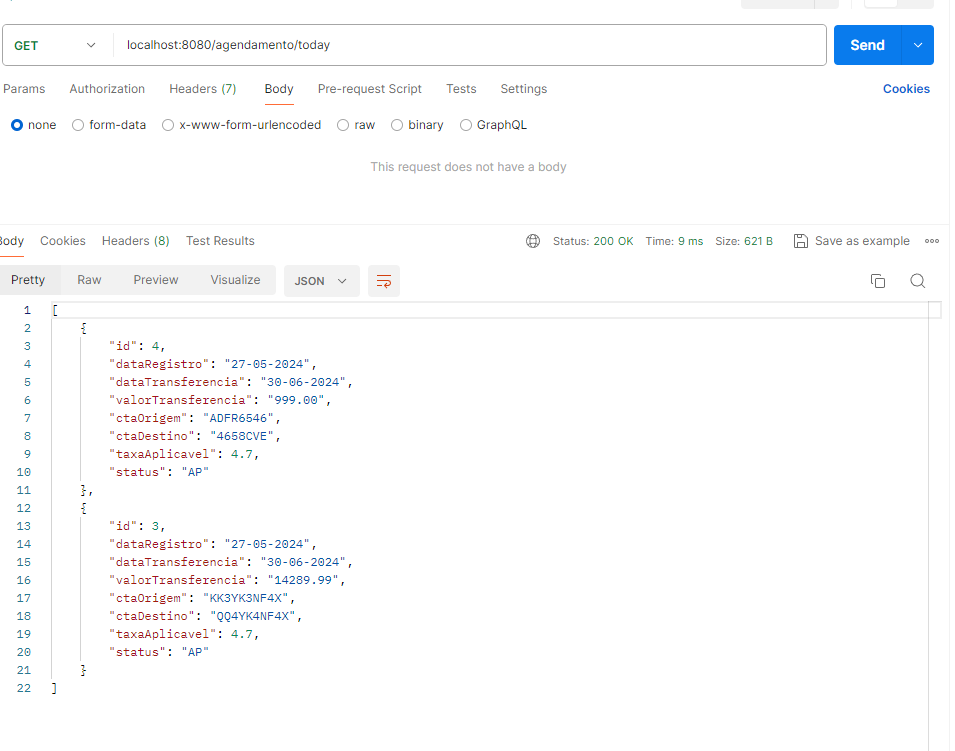 GET localhost:8080/agendamento/today Send
Params Authorization Headers (7) Body Pre-request Script Tests Settings Cookies
none form-data x-www-form-urlencoded raw binary GraphQL
This request does not have a body
Body Cookies Headers (8) Test Results Status: 200 OK Time: 9 ms Size: 621 B Save as example
Pretty Raw Preview Visualize JSON
1 [
2 {
3 "id": 4,
4 "dataRegistro": "27-05-2024",
5 "dataTransferencia": "30-06-2024",
6 "valorTransferencia": "999.00",
7 "ctaOrigem": "ADFR6546",
8 "ctaDestino": "4658CVE",
9 "taxaAplicavel": 4.7,
10 "status": "AP"
11 },
12 {
13 "id": 3,
14 "dataRegistro": "27-05-2024",
15 "dataTransferencia": "30-06-2024",
16 "valorTransferencia": "14289.99",
17 "ctaOrigem": "KK3YK3NF4X",
18 "ctaDestino": "QQ4YK4NF4X",
19 "taxaAplicavel": 4.7,
20 "status": "AP"
21 }
22 ]